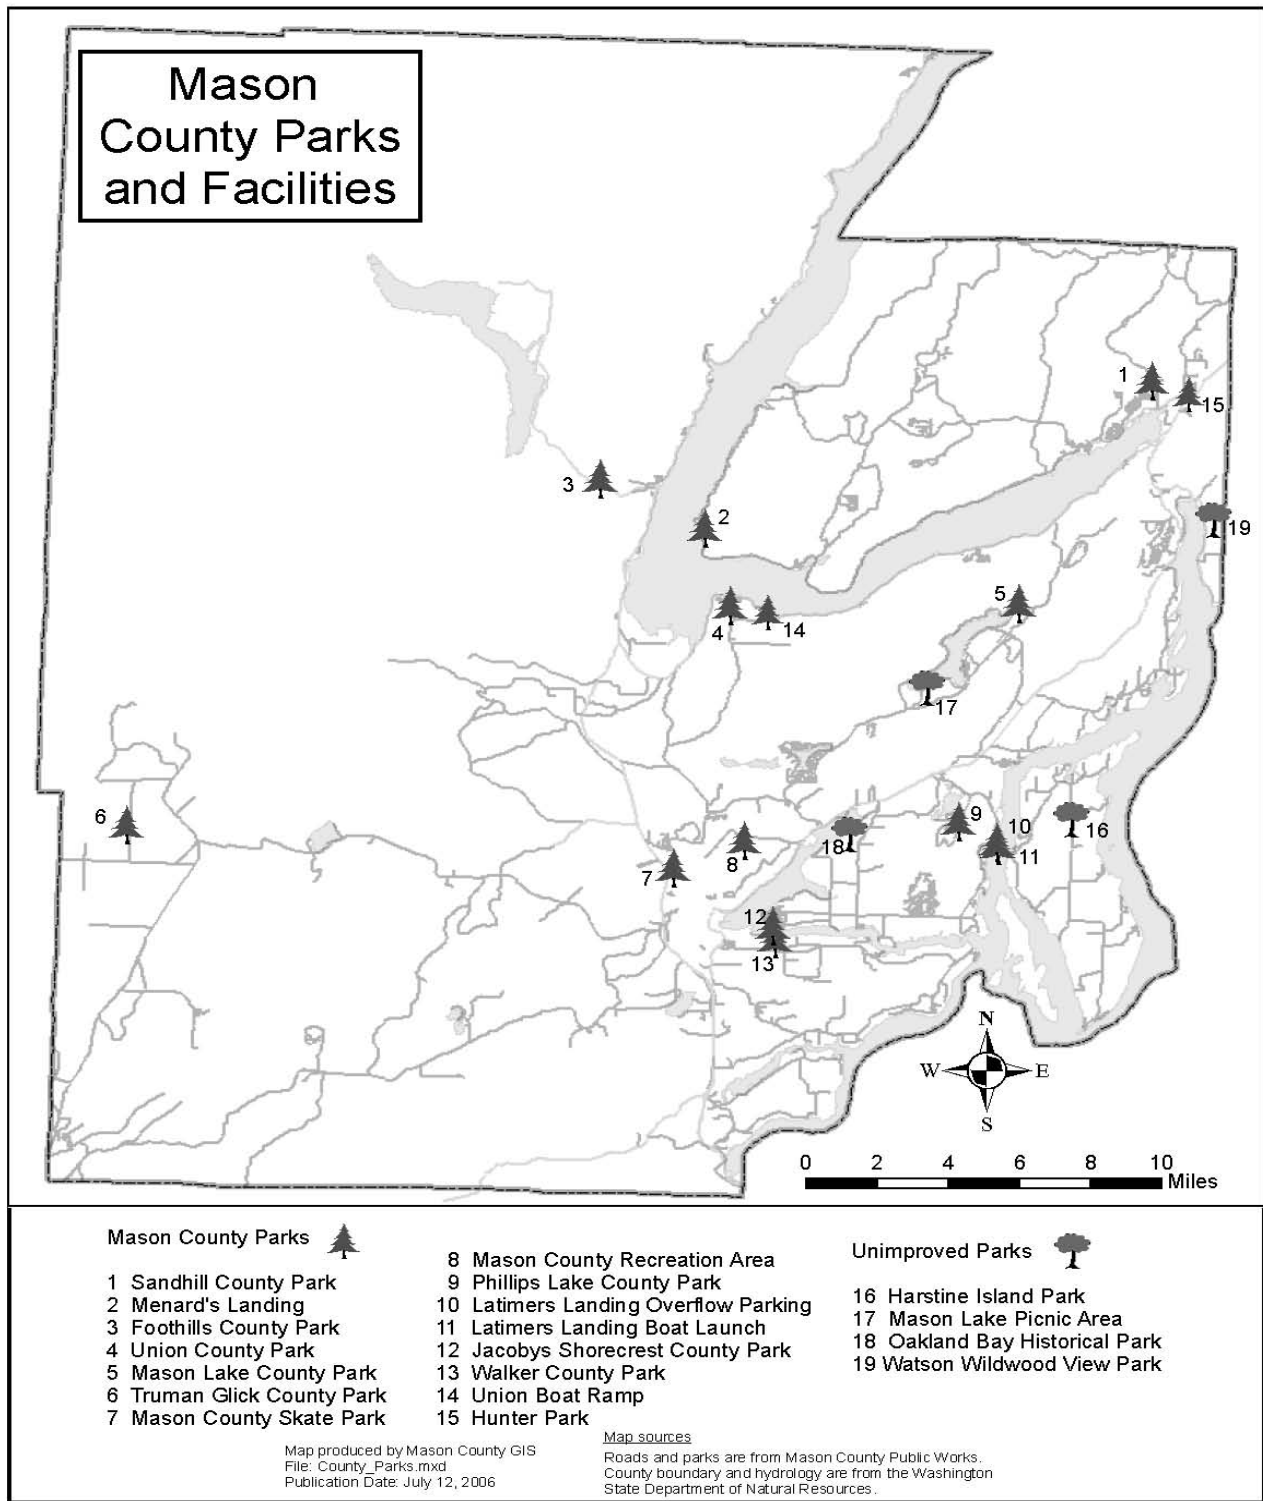 Mason
County Parks
and Facilities
1
15
3
2
19
5
4
14
17
6
9
10
16
18
8
11
7
12
13
N
W
E
S
0 2 4 6 8 10
Miles
Mason County Parks
1 Sandhill County Park
2 Menard's Landing
3 Foothills County Park
4 Union County Park
5 Mason Lake County Park
6 Truman Glick County Park
7 Mason County Skate Park
8 Mason County Recreation Area
9 Phillips Lake County Park
10 Latimers Landing Overflow Parking
11 Latimers Landing Boat Launch
12 Jacobys Shorecrest County Park
13 Walker County Park
14 Union Boat Ramp
15 Hunter Park
Unimproved Parks
16 Harstine Island Park
17 Mason Lake Picnic Area
18 Oakland Bay Historical Park
19 Watson Wildwood View Park
Map produced by Mason County GIS
File: County_Parks.mxd
Publication Date: July 12, 2006
Map sources
Roads and parks are from Mason County Public Works.
County boundary and hydrology are from the Washington
State Department of Natural Resources.